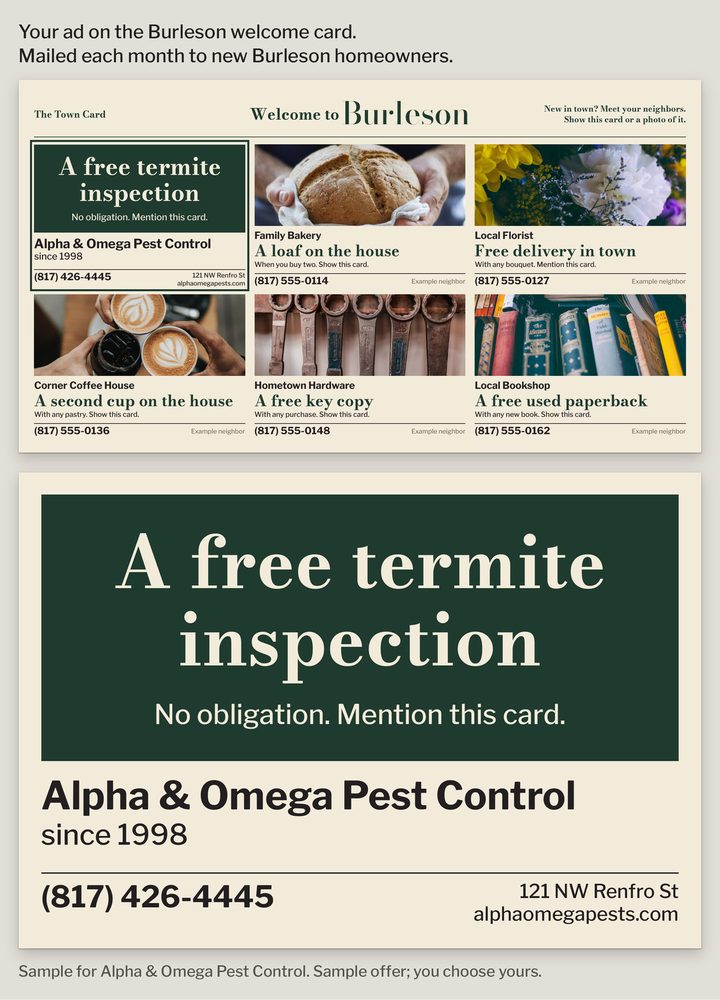 Your ad on the Burleson welcome card.
Mailed each month to new Burleson homeowners.
The Town Card
Welcome to Burleson
New in town? Meet your neighbors.
Show this card or a photo of it.
A free termite
inspection
No obligation. Mention this card.
Alpha & Omega Pest Control
since 1998
(817) 426-4445
121 NW Renfro St
alphaomegapests.com
Family Bakery
A loaf on the house
When you buy two. Show this card.
(817) 555-0114
Example neighbor
Local Florist
Free delivery in town
With any bouquet. Mention this card.
(817) 555-0127
Example neighbor
Corner Coffee House
A second cup on the house
With any pastry. Show this card.
(817) 555-0136
Example neighbor
Hometown Hardware
A free key copy
With any purchase. Show this card.
(817) 555-0148
Example neighbor
Local Bookshop
A free used paperback
With any new book. Show this card.
(817) 555-0162
Example neighbor
A free termite
inspection
No obligation. Mention this card.
Alpha & Omega Pest Control
since 1998
(817) 426-4445
121 NW Renfro St
alphaomegapests.com
Sample for Alpha & Omega Pest Control. Sample offer; you choose yours.